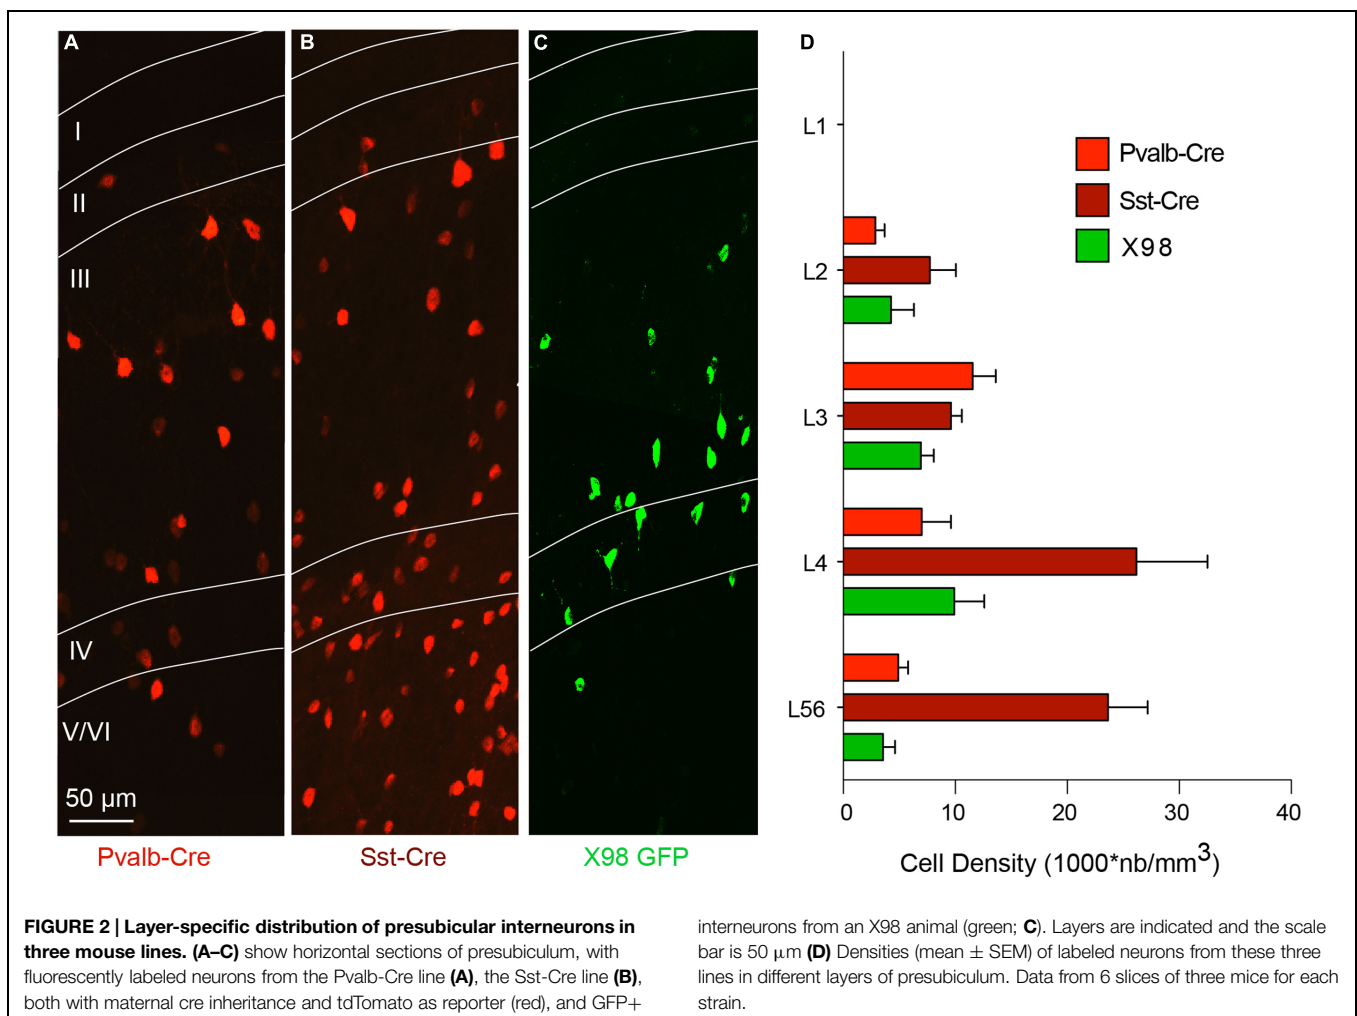 A
B
C
D
I
II
III
IV
V/VI
50 µm
Pvalb-Cre
Sst-Cre
X98 GFP
L1
L2
L3
L4
L56
Pvalb-Cre
Sst-Cre
X98
0
10
20
30
40
Cell Density (1000*nb/mm³)
FIGURE 2 | Layer-specific distribution of presubicular interneurons in
three mouse lines. (A–C) show horizontal sections of presubiculum, with
fluorescently labeled neurons from the Pvalb-Cre line (A), the Sst-Cre line (B),
both with maternal cre inheritance and tdTomato as reporter (red), and GFP+
interneurons from an X98 animal (green; C). Layers are indicated and the scale
bar is 50 µm (D) Densities (mean ± SEM) of labeled neurons from these three
lines in different layers of presubiculum. Data from 6 slices of three mice for each
strain.